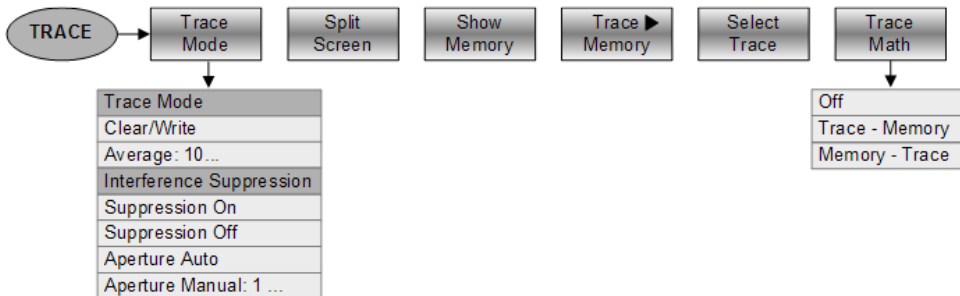 TRACE
Trace
Mode
Split
Screen
Show
Memory
Trace ▶
Memory
Select
Trace
Trace
Math
Trace Mode
Clear/Write
Average: 10...
Interference Suppression
Suppression On
Suppression Off
Aperture Auto
Aperture Manual: 1 ...
Off
Trace - Memory
Memory - Trace